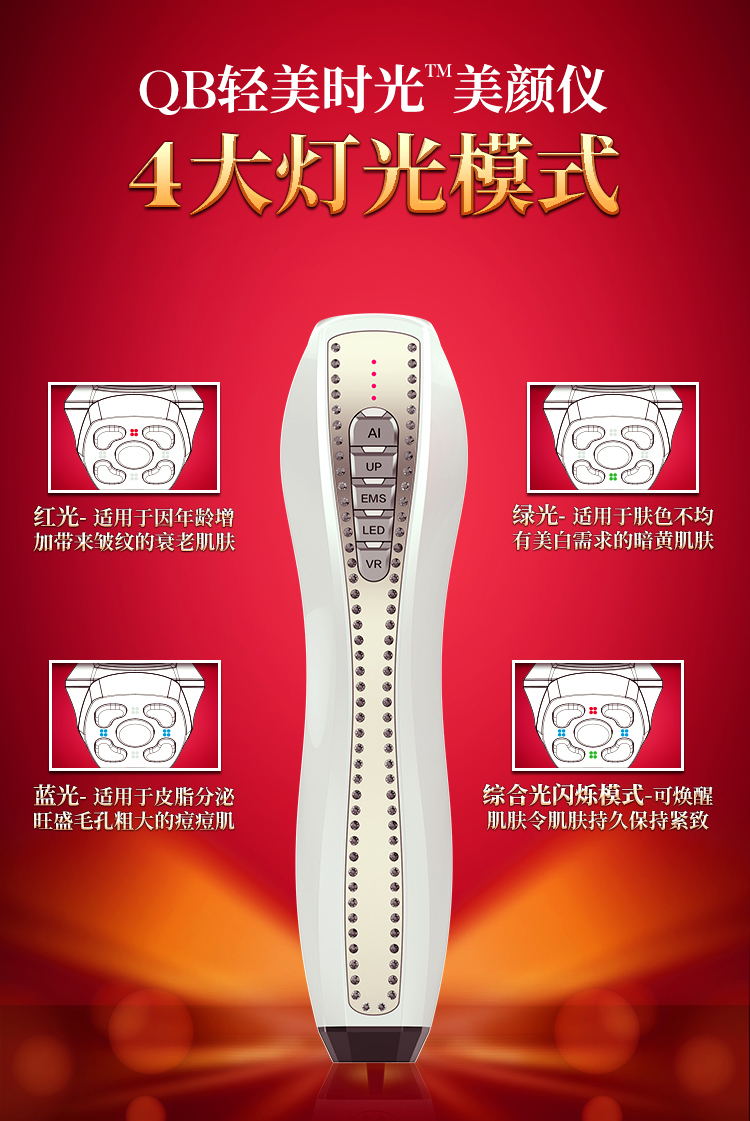 QB轻美时光™美颜仪
4大灯光模式
AI
UP
EMS
LED
VR
红光- 适用于因年龄增
加带来皱纹的衰老肌肤
绿光- 适用于肤色不均
有美白需求的暗黄肌肤
蓝光- 适用于皮脂分泌
旺盛毛孔粗大的痘痘肌
综合光闪烁模式-可焕醒
肌肤令肌肤持久保持紧致